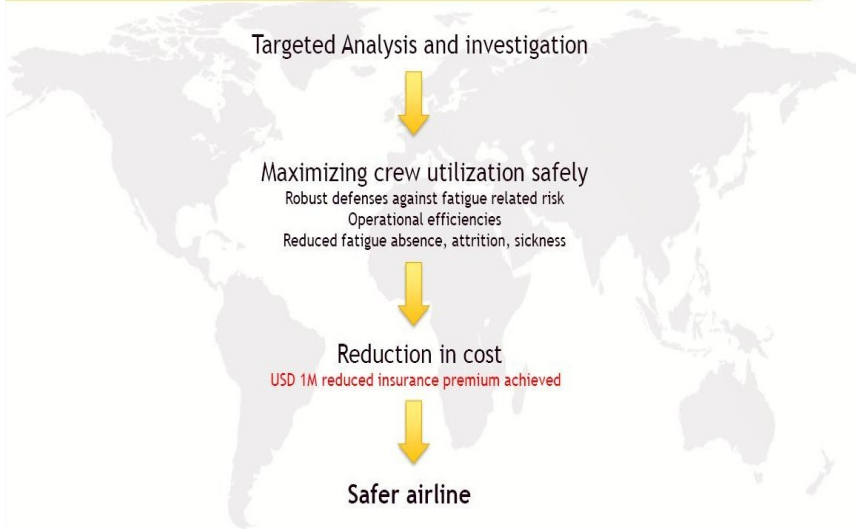 Targeted Analysis and investigation
Maximizing crew utilization safely
Robust defenses against fatigue related risk
Operational efficiencies
Reduced fatigue absence, attrition, sickness
Reduction in cost
USD 1M reduced insurance premium achieved
Safer airline